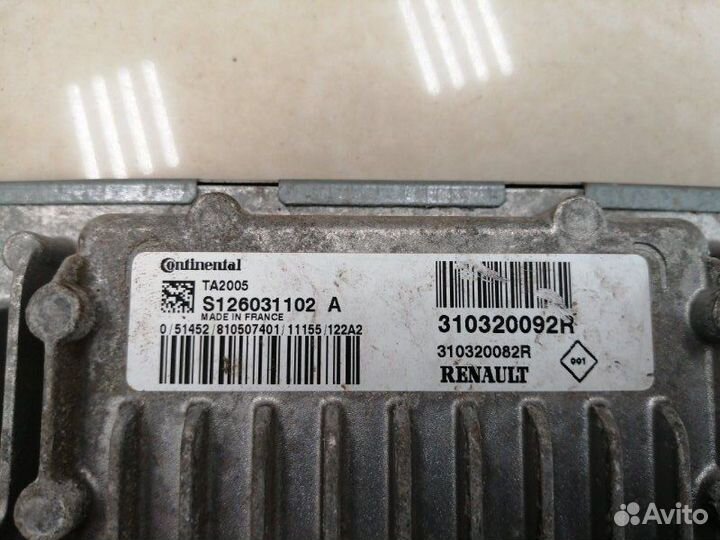 Continental
TA2005
S126031102 A
MADE IN FRANCE
0/51452/810507401/11155/122A2
310320092R
310320082R
RENAULT
001
Avito